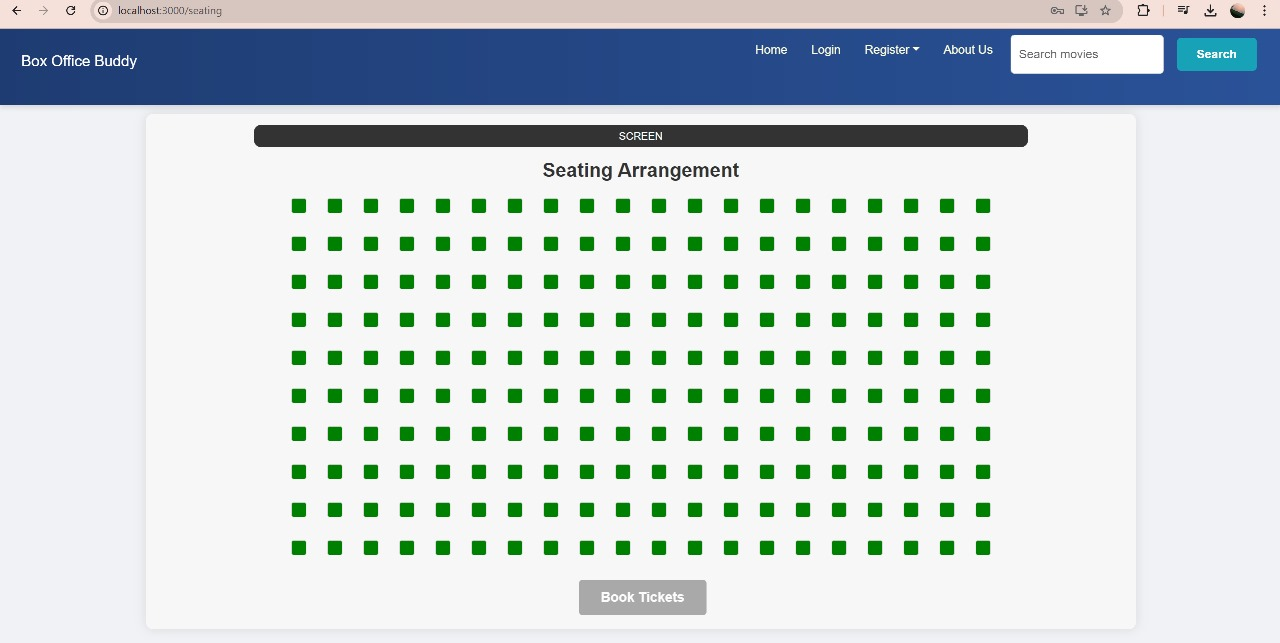 localhost:3000/seating
Box Office Buddy
Home Login Register About Us Search movies Search
SCREEN
Seating Arrangement
Book Tickets